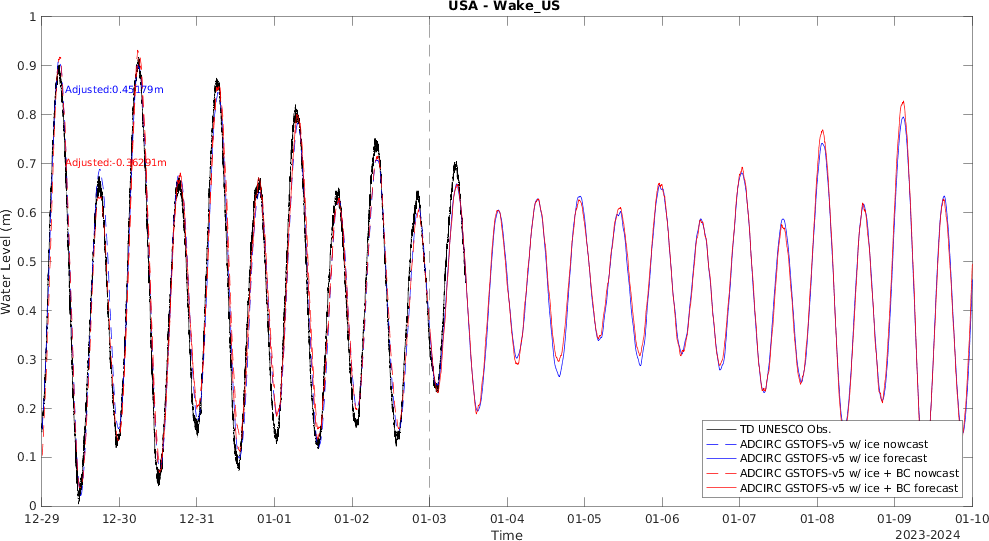 USA - Wake_US
1
0.9
0.8
0.7
0.6
0.5
0.4
0.3
0.2
0.1
0
Water Level (m)
Adjusted:0.45179m
Adjusted:-0.36291m
TD UNESCO Obs.
ADCIRC GSTOFS-v5 w/ ice nowcast
ADCIRC GSTOFS-v5 w/ ice forecast
ADCIRC GSTOFS-v5 w/ ice + BC nowcast
ADCIRC GSTOFS-v5 w/ ice + BC forecast
12-29 12-30 12-31 01-01 01-02 01-03 01-04 01-05 01-06 01-07 01-08 01-09 01-10
Time
2023-2024